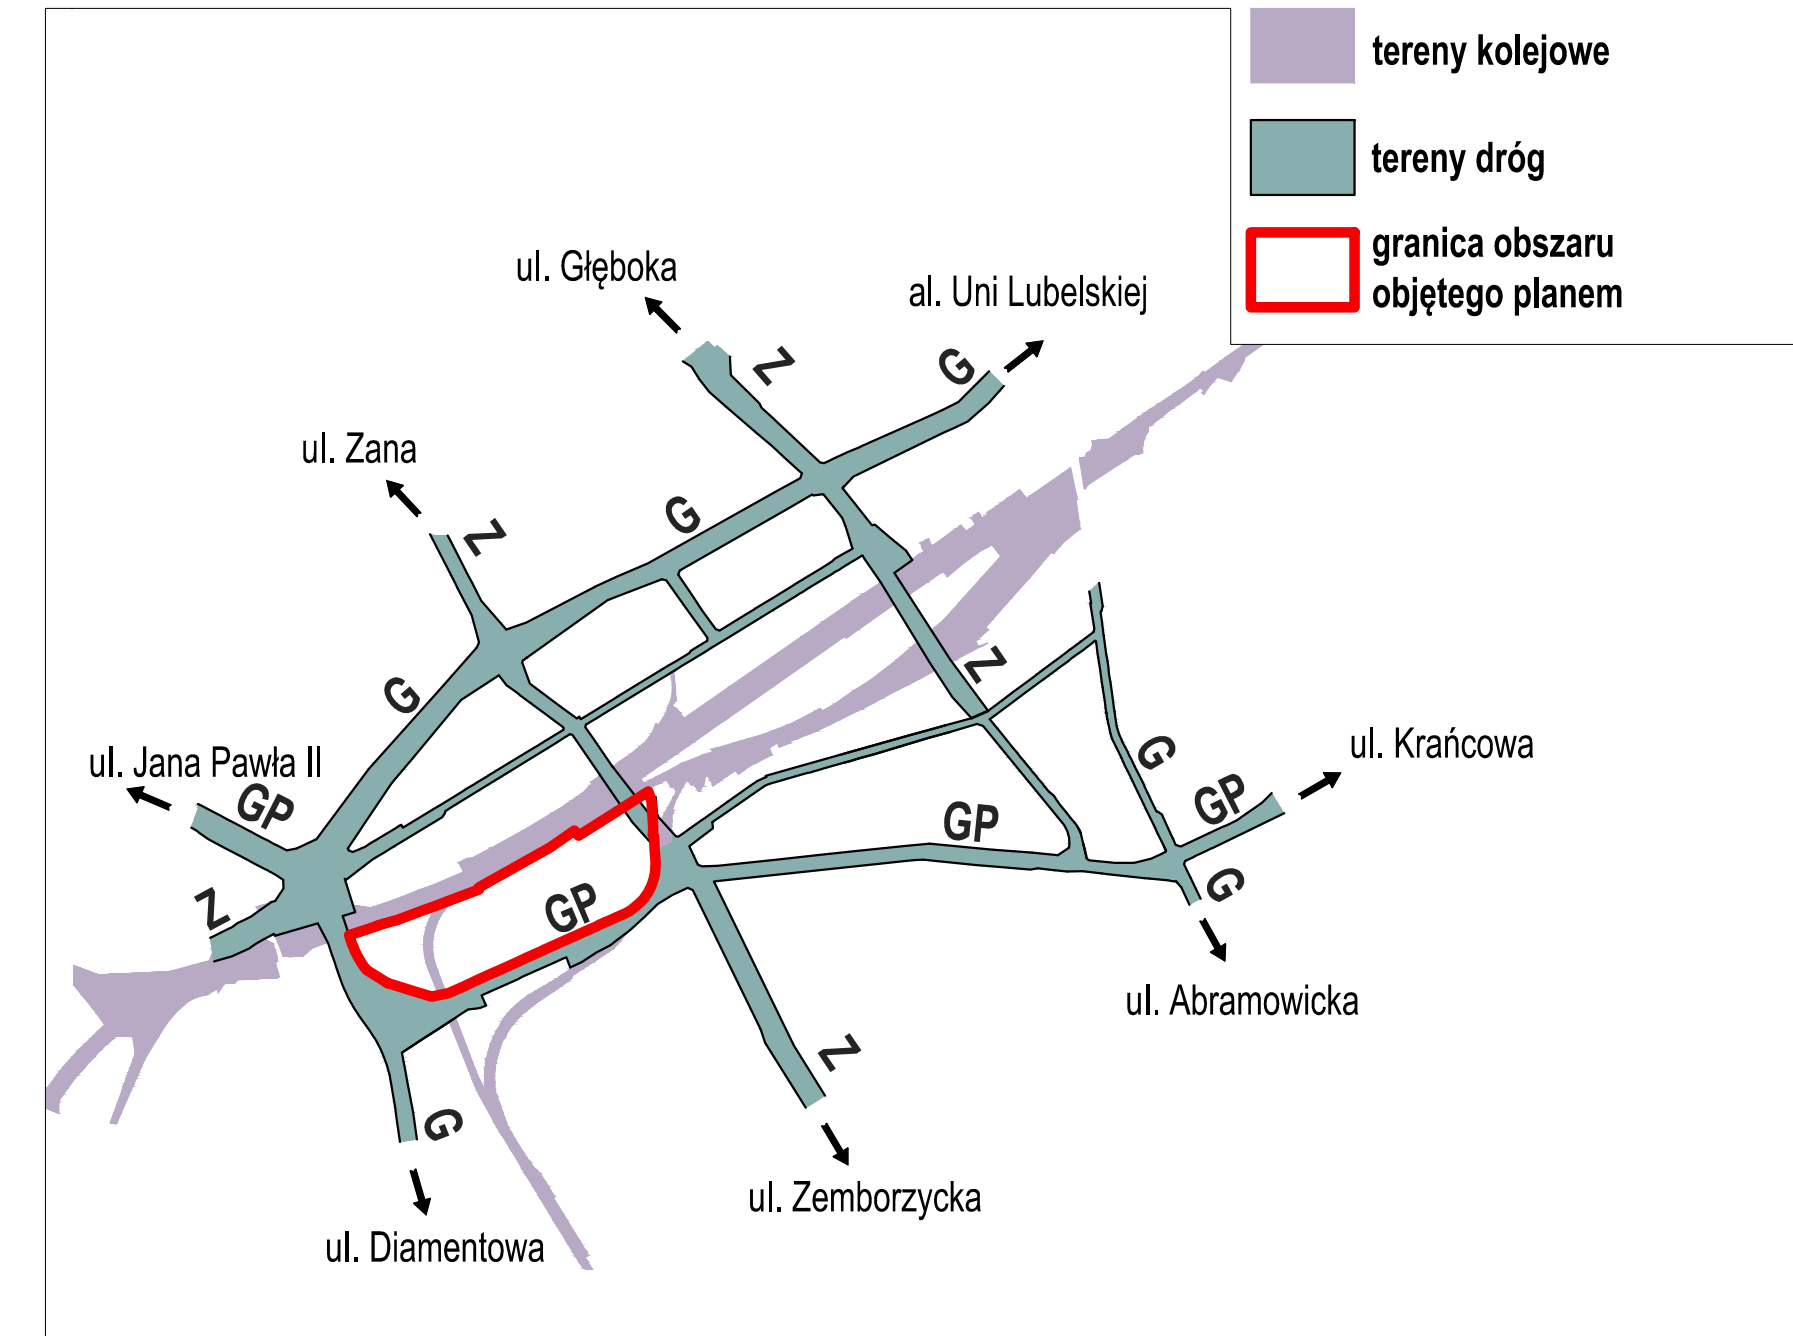 tereny kolejowe
tereny dróg
granica obszaru
objętego planem
ul. Głęboka
al. Uni Lubelskiej
Z
G
ul. Zana
Z
G
G
Z
ul. Jana Pawła II
GP
G
ul. Krańcowa
GP
GP
Z
GP
G
ul. Abramowicka
Z
G
ul. Zemborzycka
ul. Diamentowa